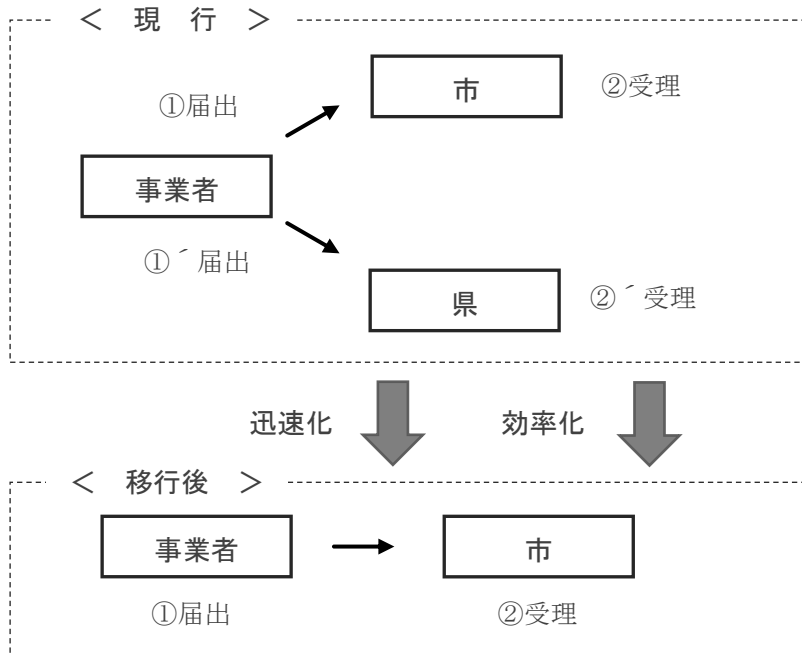 ＜　現　行　＞
市
②受理
①届出
事業者
①´届出
県
②´受理
迅速化
効率化
＜　移行後　＞
事業者
市
①届出
②受理